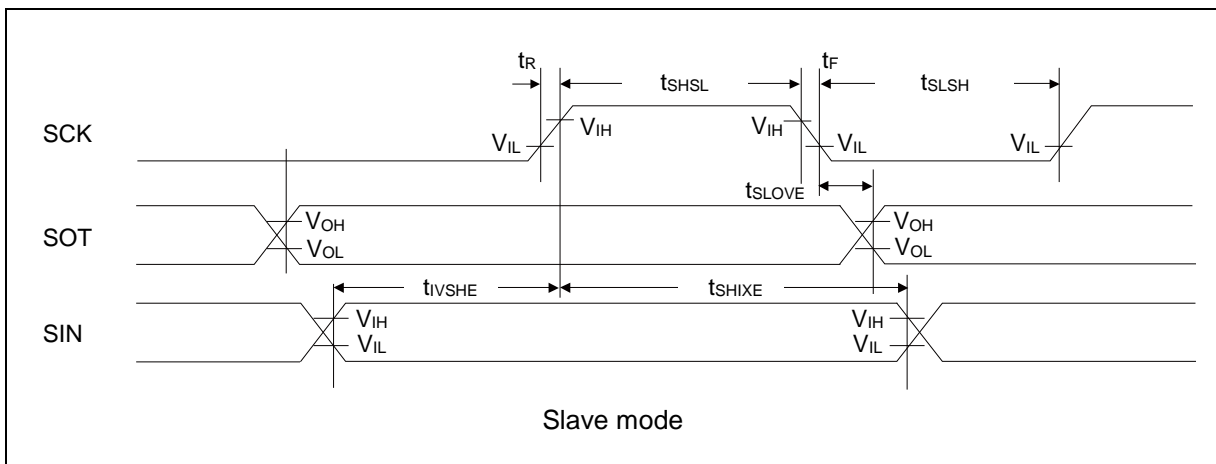 tR
tF
tSHSL
tSLSH
SCK
VIH
VIH
VIL
VIL
VIL
tSLOVE
SOT
VOH
VOL
VOH
VOL
tIVSHE
tSHIXE
SIN
VIH
VIL
VIH
VIL
Slave mode